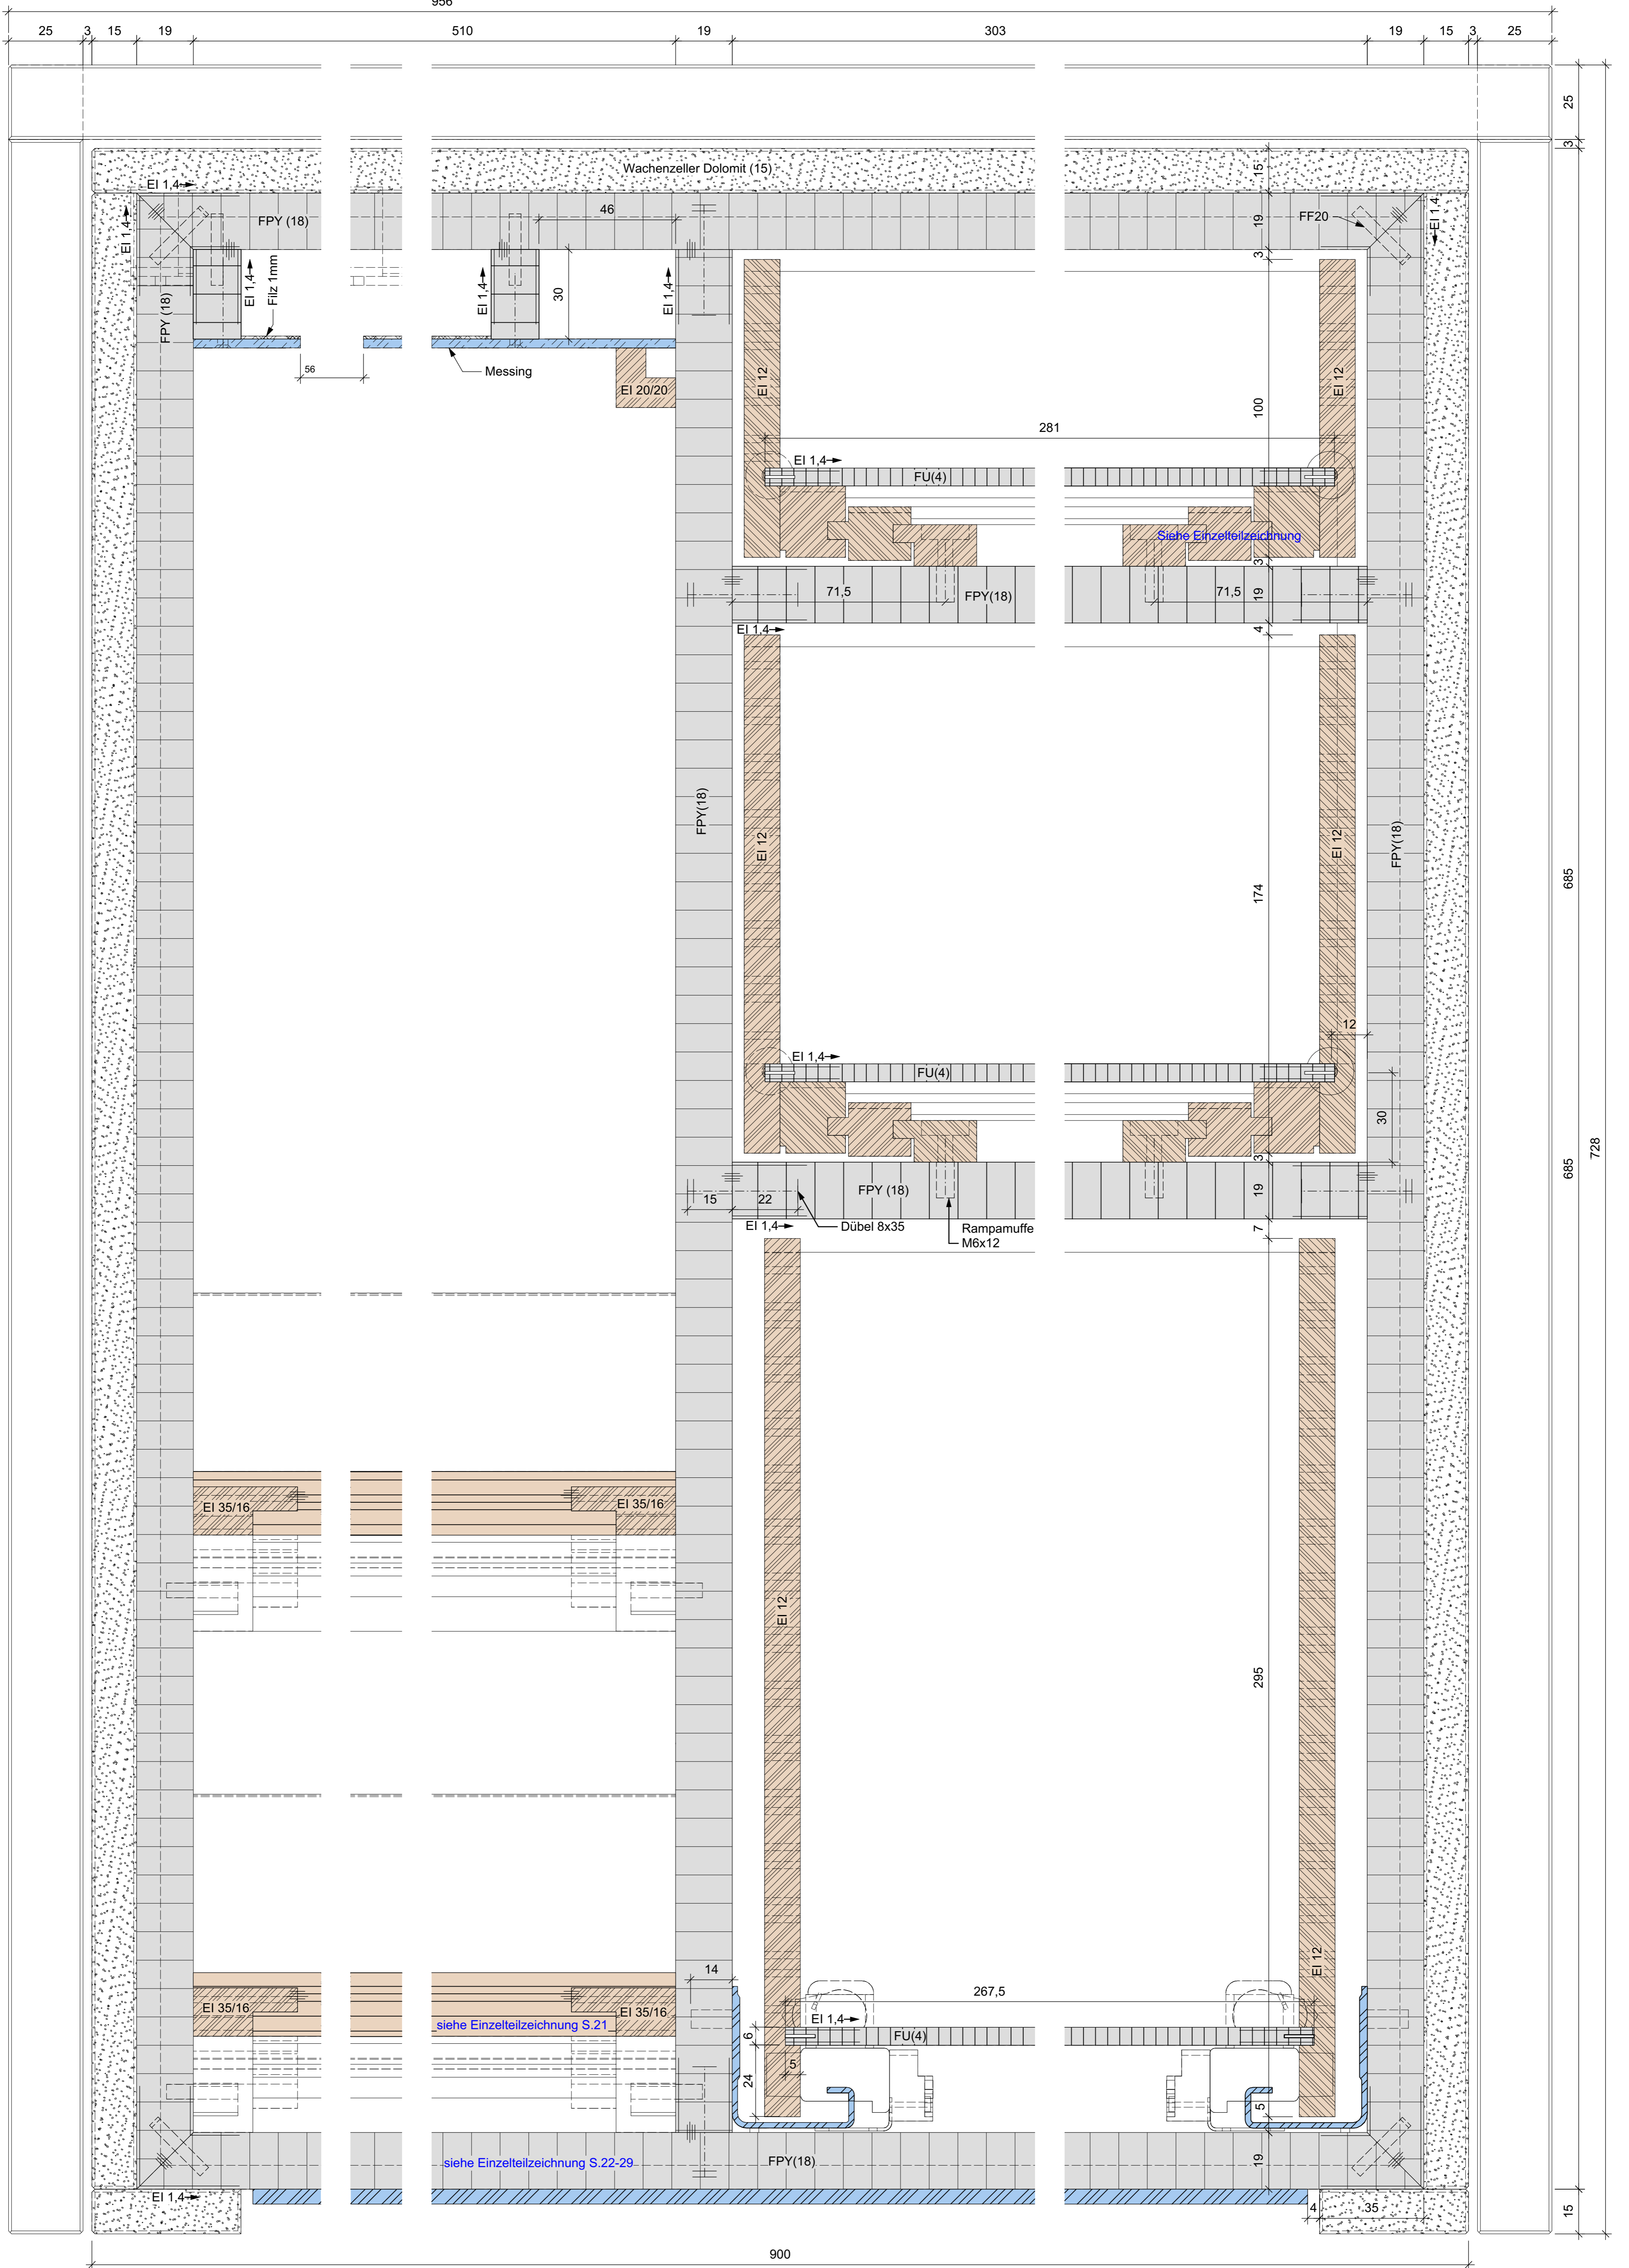 956
25 3 15 19 510 19 303 19 15 3 25
25
3
Wachenzeller Dolomit (15)
15
EI 1,4
46
FPY (18)
FF20
19
EI 1,4
EI 1,4
3
EI 1,4
Filz 1mm
EI 1,4
30
EI 1,4
FPY (18)
56
Messing
EI 20/20
EI 12
EI 12
100
281
EI 1,4
FU(4)
Siehe Einzelteilzeichnung
3
71,5
FPY(18)
71,5
19
EI 1,4
4
FPY(18)
EI 12
EI 12
FPY(18)
174
685
12
EI 1,4
FU(4)
30
728
685
3
15
22
FPY (18)
19
EI 1,4
Dübel 8x35
Rampamuffe
M6x12
7
EI 35/16
EI 35/16
EI 12
295
EI 12
14
267,5
EI 35/16
EI 35/16
siehe Einzelteilzeichnung S.21
EI 1,4
FU(4)
6
5
24
5
siehe Einzelteilzeichnung S.22-29
FPY(18)
19
EI 1,4
4
35
15
900